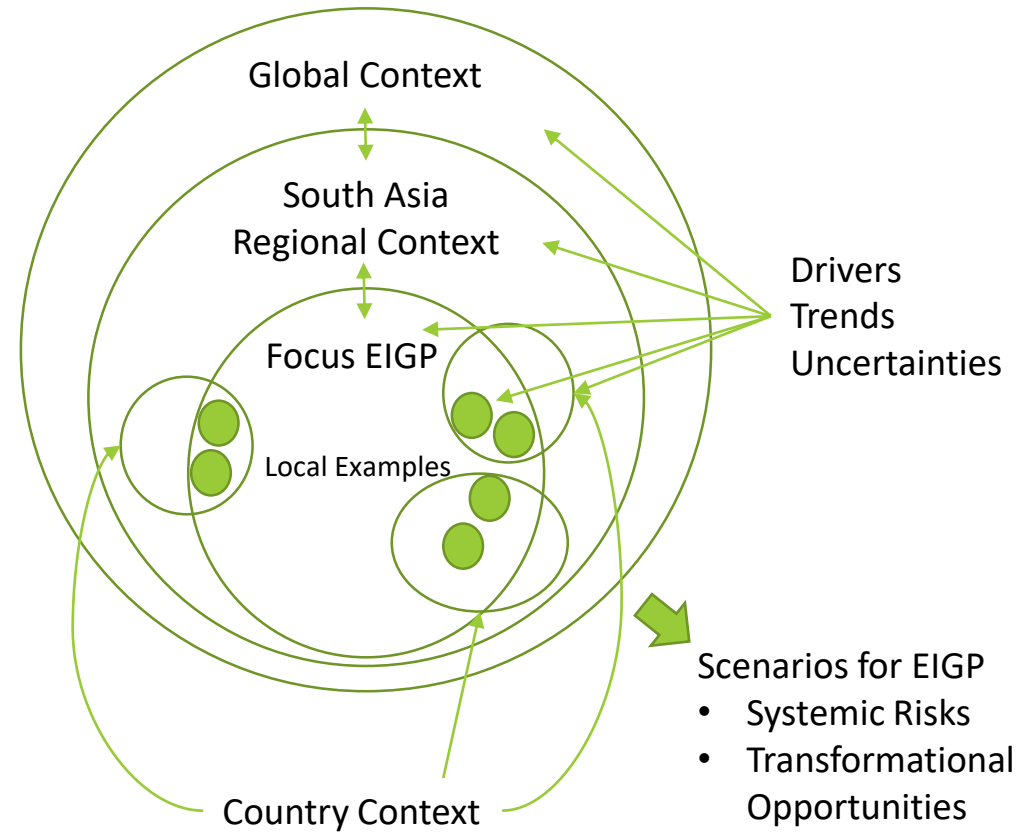 Global Context
South Asia
Regional Context
Focus EIGP
Local Examples
Drivers
Trends
Uncertainties
Scenarios for EIGP
• Systemic Risks
• Transformational
Opportunities
Country Context